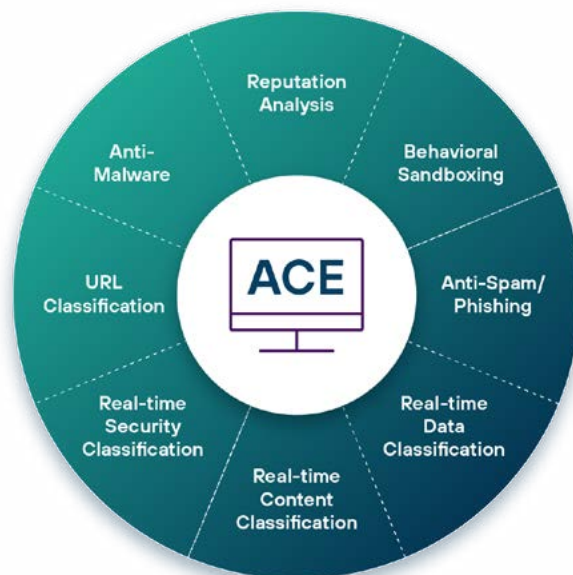 Reputation
Analysis
Behavioral
Sandboxing
Anti-Spam/
Phishing
Real-time
Data
Classification
Real-time
Content
Classification
Real-time
Security
Classification
URL
Classification
Anti-
Malware
ACE